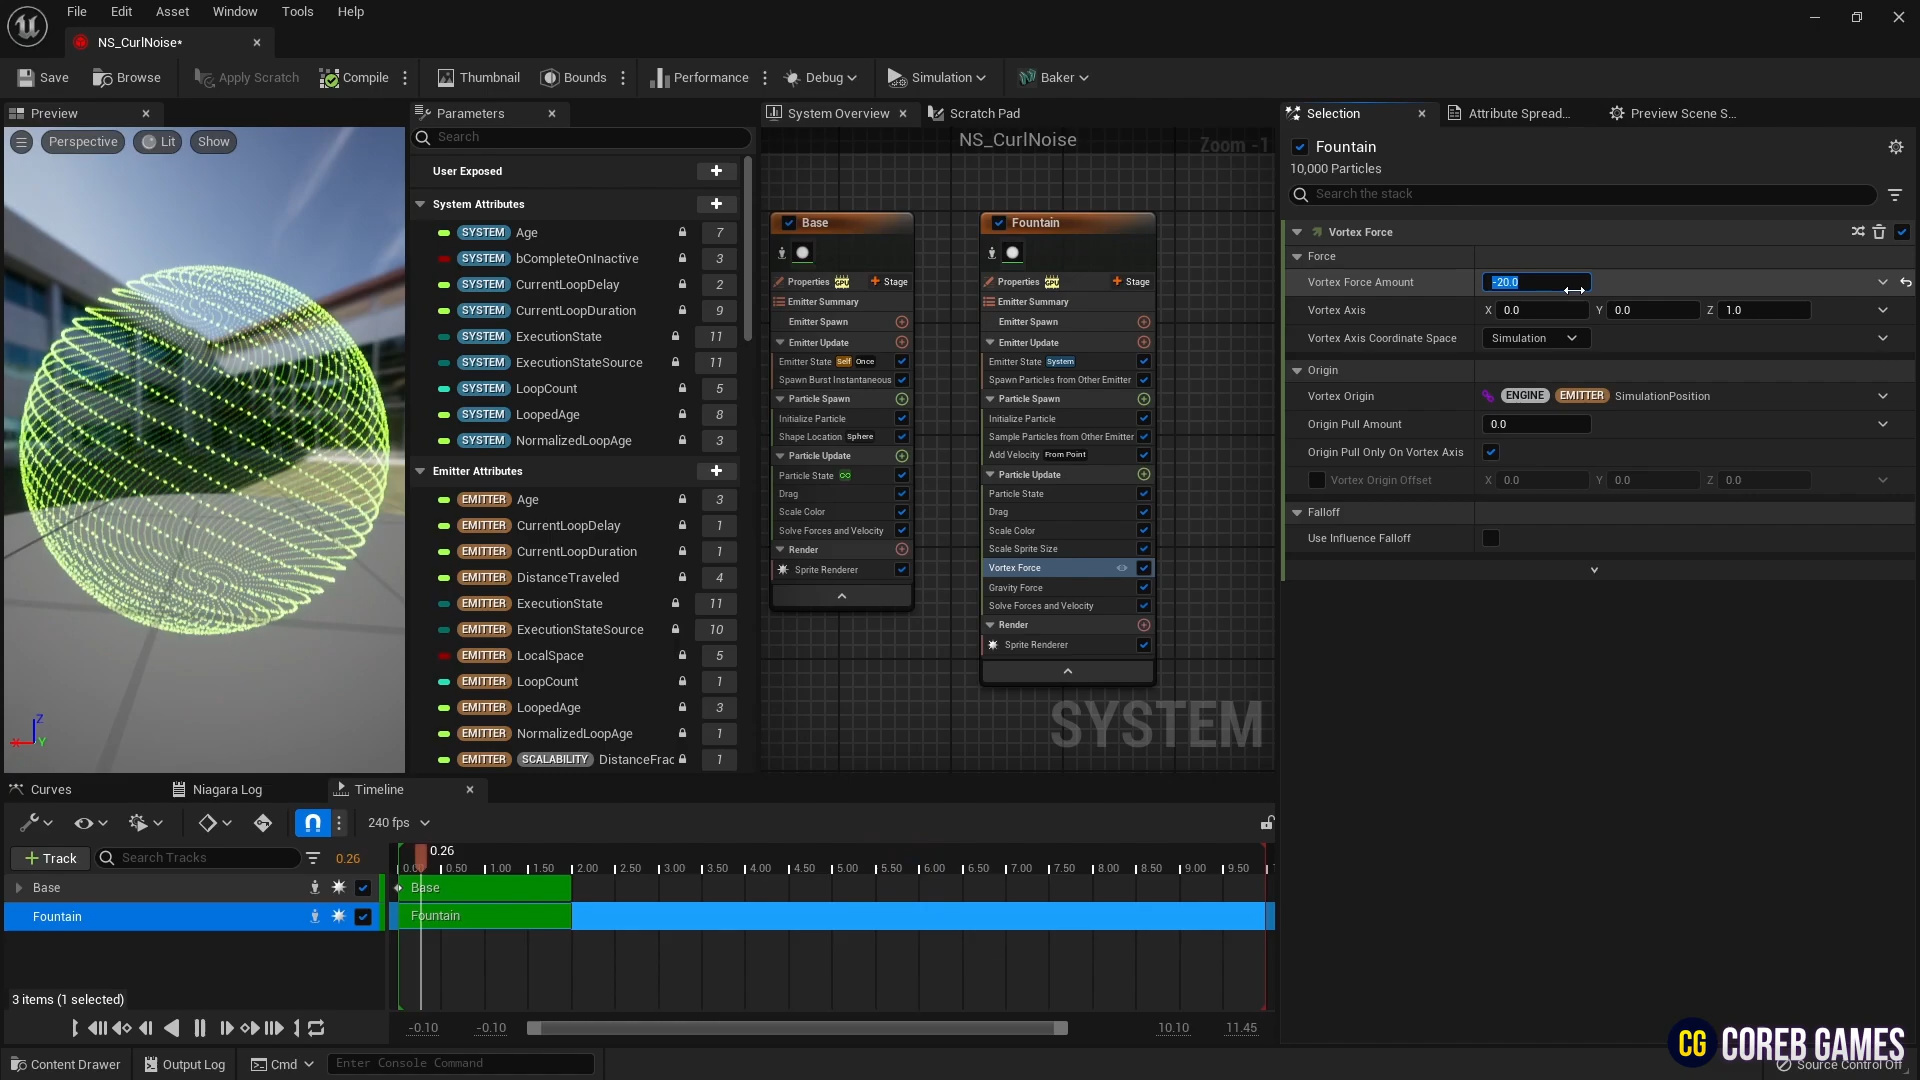 File Edit Asset Window Tools Help
NS_CurlNoise*
Save Browse Apply Scratch Compile Thumbnail Bounds Performance Debug Simulation Baker
Preview Parameters System Overview Scratch Pad Selection Attribute Spread... Preview Scene S...
Perspective Lit Show
Search
NS_CurlNoise
Zoom -1
User Exposed
System Attributes
SYSTEM Age 7
SYSTEM bCompleteOnInactive 3
SYSTEM CurrentLoopDelay 2
SYSTEM CurrentLoopDuration 9
SYSTEM ExecutionState 11
SYSTEM ExecutionStateSource 11
SYSTEM LoopCount 5
SYSTEM LoopedAge 8
SYSTEM NormalizedLoopAge 3
Emitter Attributes
EMITTER Age 3
EMITTER CurrentLoopDelay 1
EMITTER CurrentLoopDuration 1
EMITTER DistanceTraveled 4
EMITTER ExecutionState 11
EMITTER ExecutionStateSource 10
EMITTER LocalSpace 5
EMITTER LoopCount 1
EMITTER LoopedAge 3
EMITTER NormalizedLoopAge 1
EMITTER SCALABILITY DistanceFrac 1
Z
X Y
Base
Properties GPU Stage
Emitter Summary
Emitter Spawn
Emitter Update
Emitter State Self Once
Spawn Burst Instantaneous
Particle Spawn
Initialize Particle
Shape Location Sphere
Particle Update
Particle State
Drag
Scale Color
Solve Forces and Velocity
Render
Sprite Renderer
Fountain
Properties GPU Stage
Emitter Summary
Emitter Spawn
Emitter Update
Emitter State System
Spawn Particles from Other Emitter
Particle Spawn
Initialize Particle
Sample Particles from Other Emitter
Add Velocity From Point
Particle Update
Particle State
Drag
Scale Color
Scale Sprite Size
Vortex Force
Gravity Force
Solve Forces and Velocity
Render
Sprite Renderer
SYSTEM
Fountain
10,000 Particles
Search the stack
Vortex Force
Force
Vortex Force Amount -20.0
Vortex Axis X 0.0 Y 0.0 Z 1.0
Vortex Axis Coordinate Space Simulation
Origin
Vortex Origin ENGINE EMITTER SimulationPosition
Origin Pull Amount 0.0
Origin Pull Only On Vortex Axis
Vortex Origin Offset X 0.0 Y 0.0 Z 0.0
Falloff
Use Influence Falloff
Curves Niagara Log Timeline
240 fps
Track Search Tracks 0.26
0.26
0.00 0.50 1.00 1.50 2.00 2.50 3.00 3.50 4.00 4.50 5.00 5.50 6.00 6.50 7.00 7.50 8.00 8.50 9.00 9.50
Base Base
Fountain Fountain
3 items (1 selected)
-0.10 -0.10 10.10 11.45
Content Drawer Output Log Cmd Enter Console Command
CG COREB GAMES
Source Control Off